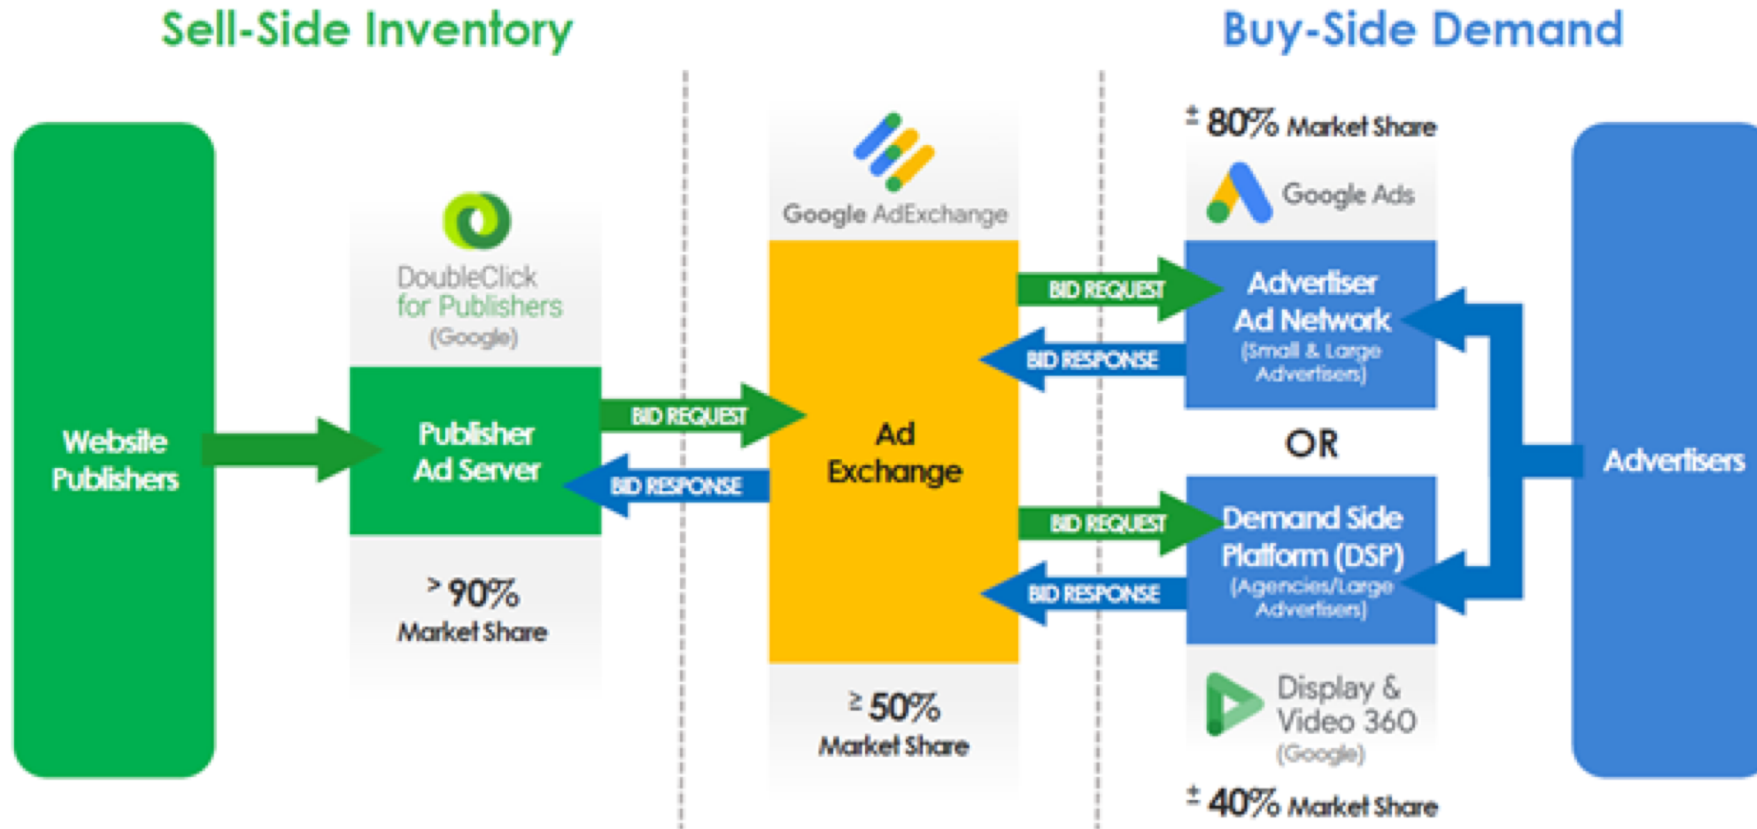 Sell-Side Inventory
Buy-Side Demand
Website
Publishers
DoubleClick
for Publishers
(Google)
Publisher
Ad Server
> 90%
Market Share
BID REQUEST
BID RESPONSE
Google AdExchange
Ad
Exchange
≥ 50%
Market Share
BID REQUEST
BID RESPONSE
BID REQUEST
BID RESPONSE
± 80% Market Share
Google Ads
Advertiser
Ad Network
(Small & Large
Advertisers)
OR
Demand Side
Platform (DSP)
(Agencies/Large
Advertisers)
Display &
Video 360
(Google)
± 40% Market Share
Advertisers